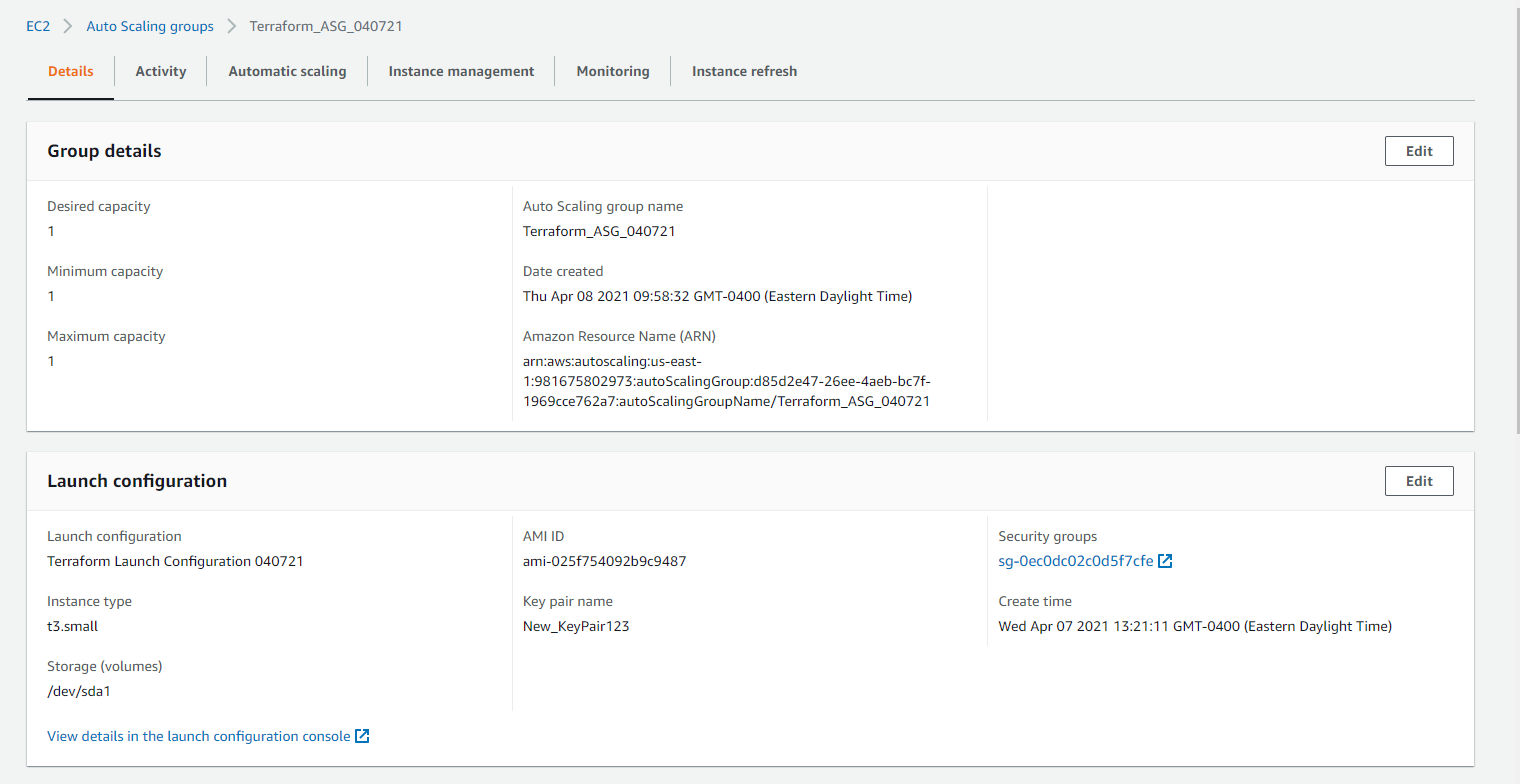 EC2 > Auto Scaling groups > Terraform_ASG_040721
Details
Activity
Automatic scaling
Instance management
Monitoring
Instance refresh
Group details
Edit
Desired capacity
1
Minimum capacity
1
Maximum capacity
1
Auto Scaling group name
Terraform_ASG_040721
Date created
Thu Apr 08 2021 09:58:32 GMT-0400 (Eastern Daylight Time)
Amazon Resource Name (ARN)
arn:aws:autoscaling:us-east-
1:981675802973:autoScalingGroup:d85d2e47-26ee-4aeb-bc7f-
1969cce762a7:autoScalingGroupName/Terraform_ASG_040721
Launch configuration
Edit
Launch configuration
Terraform Launch Configuration 040721
Instance type
t3.small
Storage (volumes)
/dev/sda1
View details in the launch configuration console
AMI ID
ami-025f754092b9c9487
Key pair name
New_KeyPair123
Security groups
sg-0ec0dc02c0d5f7cfe
Create time
Wed Apr 07 2021 13:21:11 GMT-0400 (Eastern Daylight Time)